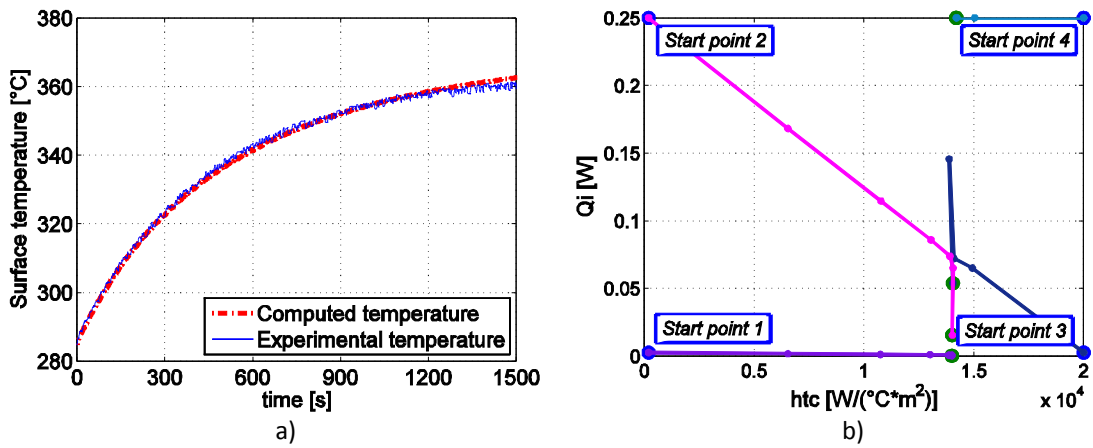 380
360
340
320
300
280
Surface temperature [°C]
0 300 600 900 1200 1500
time [s]
Computed temperature
Experimental temperature
a)
0.25
0.2
0.15
0.1
0.05
0
Qi [W]
Start point 2
Start point 4
Start point 1
Start point 3
0 0.5 1 1.5 2
x 10⁴
htc [W/(°C*m²)]
b)